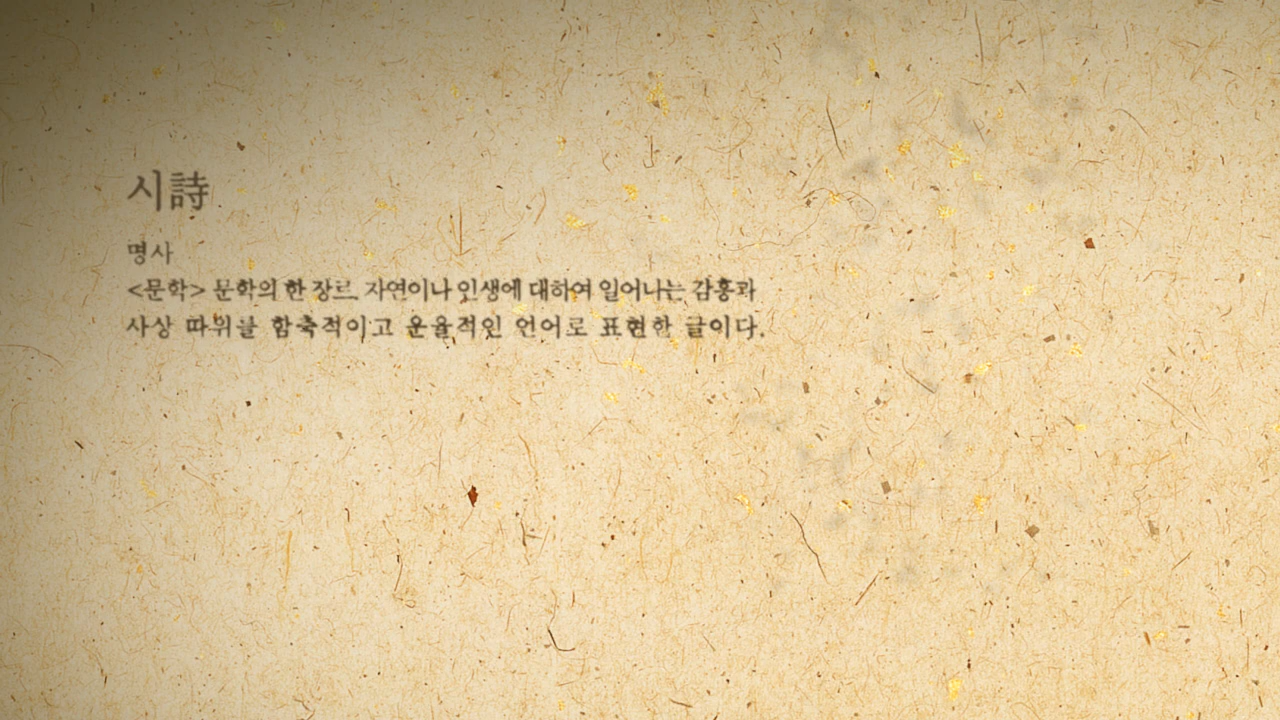 시詩
명사
<문학> 문학의 한 장르. 자연이나 인생에 대하여 일어나는 감흥과
사상 따위를 함축적이고 운율적인 언어로 표현한 글이다.